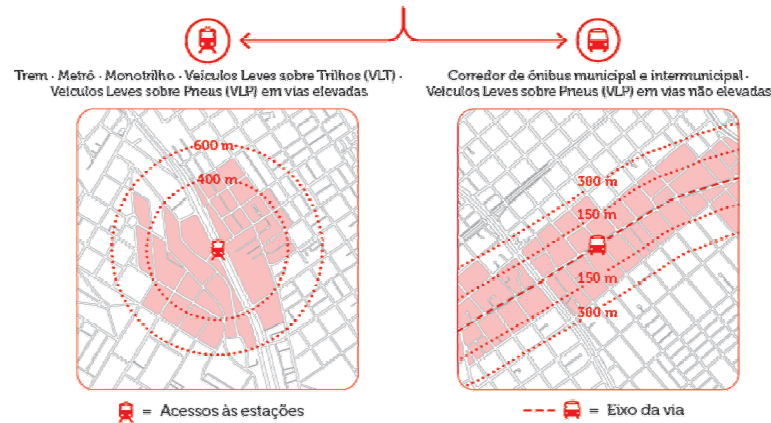 Trem · Metrô · Monotrilho · Veículos Leves sobre Trilhos (VLT) ·
Veículos Leves sobre Pneus (VLP) em vias elevadas
Corredor de ônibus municipal e intermunicipal ·
Veículos Leves sobre Pneus (VLP) em vias não elevadas
600 m
400 m
300 m
150 m
150 m
300 m
= Acessos às estações
= Eixo da via